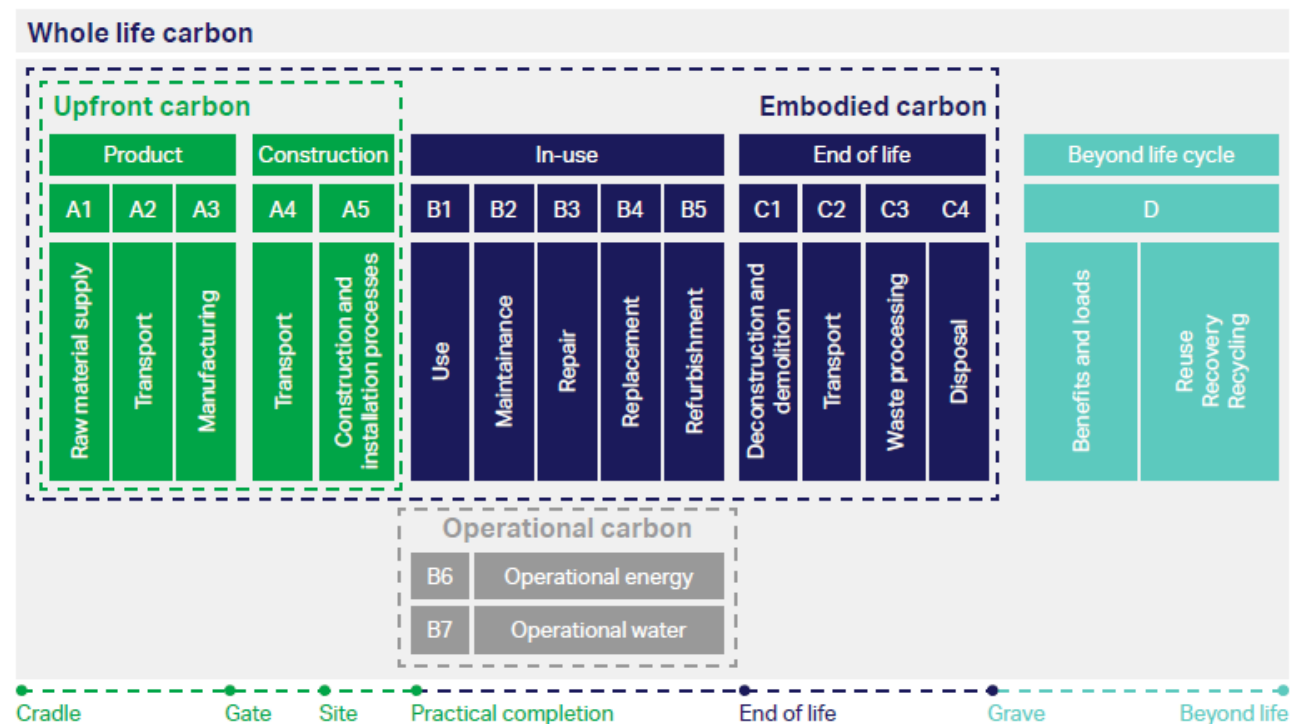 Whole life carbon
Upfront carbon
Embodied carbon
Product
Construction
In-use
End of life
Beyond life cycle
A1
A2
A3
A4
A5
B1
B2
B3
B4
B5
C1
C2
C3
C4
D
Raw material supply
Transport
Manufacturing
Transport
Construction and
installation processes
Use
Maintainance
Repair
Replacement
Refurbishment
Deconstruction and
demolition
Transport
Waste processing
Disposal
Benefits and loads
Reuse
Recovery
Recycling
Operational carbon
B6
Operational energy
B7
Operational water
Cradle
Gate
Site
Practical completion
End of life
Grave
Beyond life